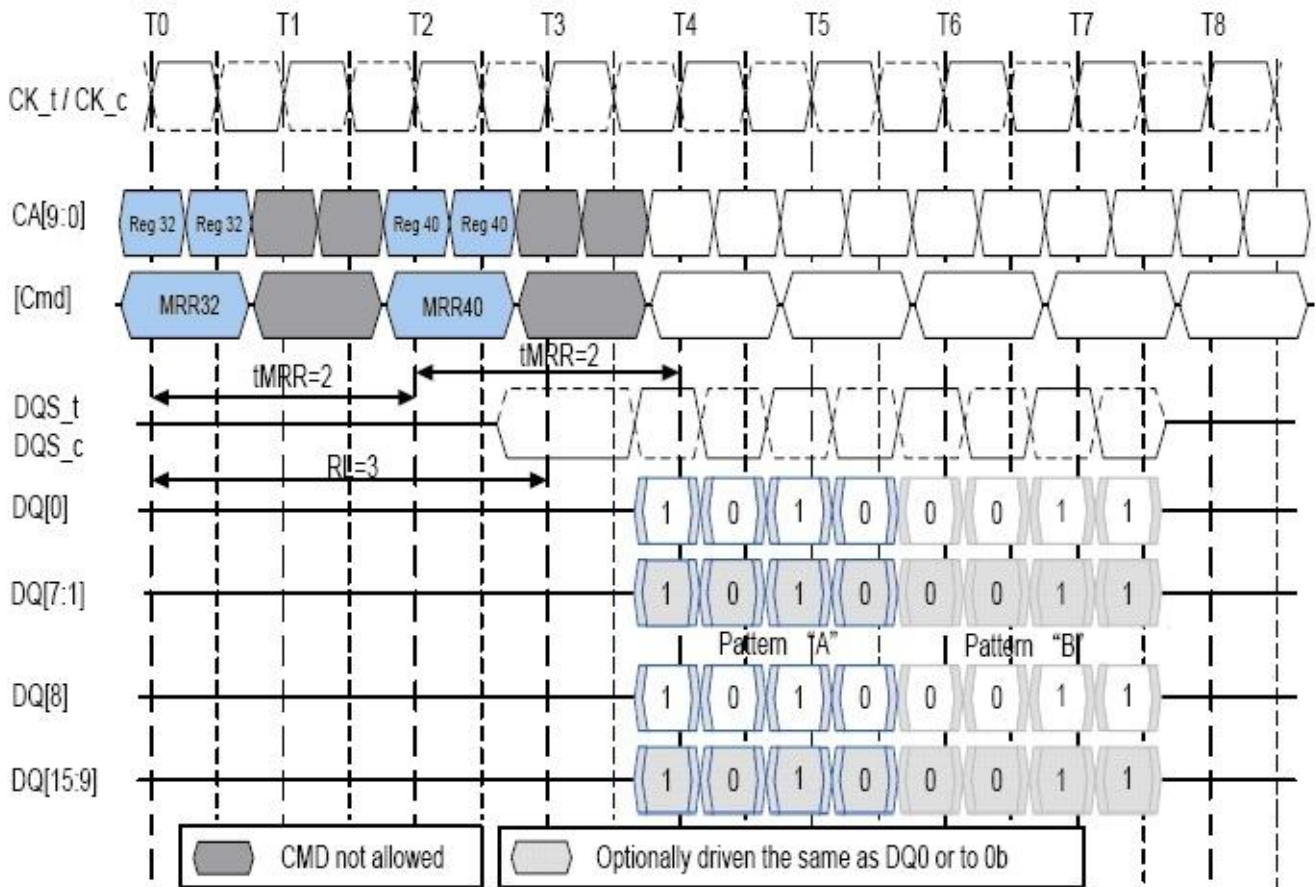 T0 T1 T2 T3 T4 T5 T6 T7 T8
CK_t / CK_c
CA[9:0] Reg 32 Reg 32 Reg 40 Reg 40
[Cmd] MRR32 MRR40
tMRR=2
tMRR=2
DQS_t
DQS_c
RL=3
DQ[0] 1 0 1 0 0 0 1 1
DQ[7:1] 1 0 1 0 0 0 1 1
Pattern "A" Pattern "B"
DQ[8] 1 0 1 0 0 0 1 1
DQ[15:9] 1 0 1 0 0 0 1 1
CMD not allowed Optionally driven the same as DQ0 or to 0b